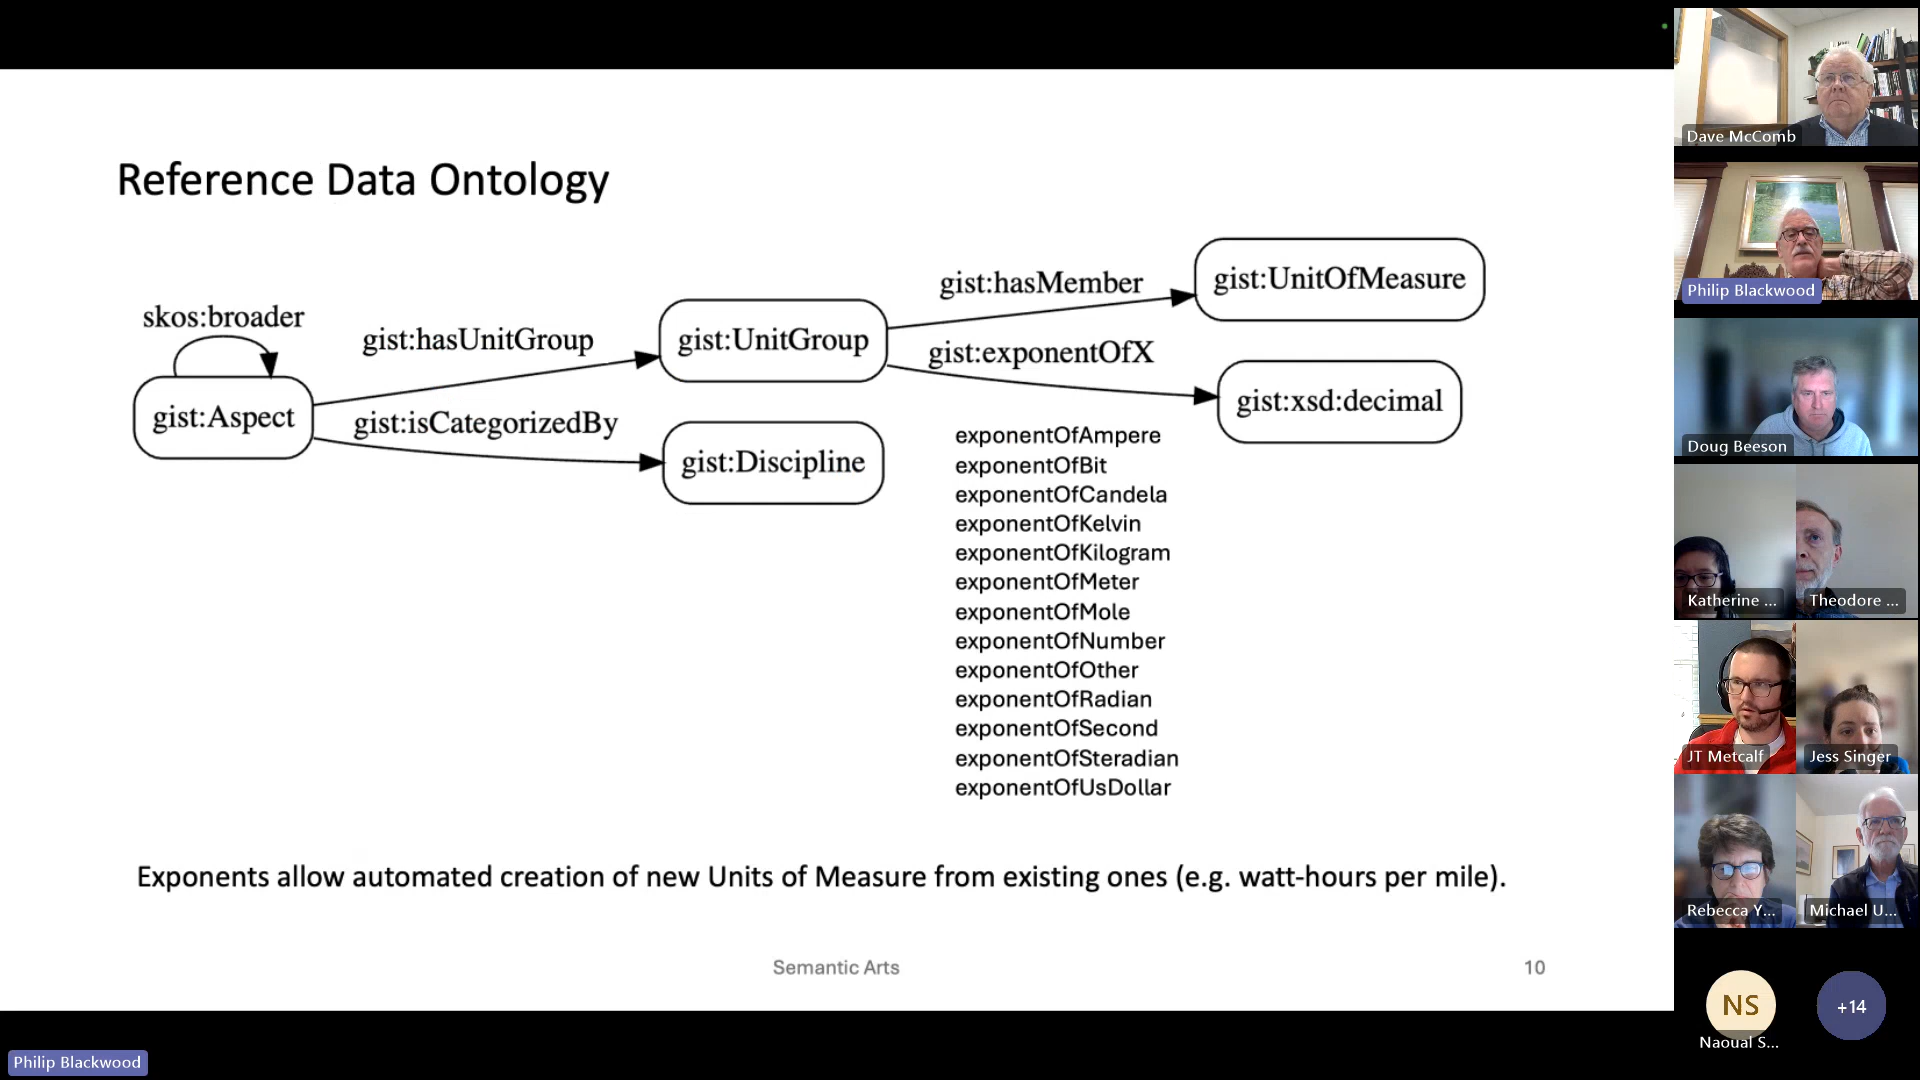 Reference Data Ontology
skos:broader
gist:Aspect
gist:hasUnitGroup
gist:isCategorizedBy
gist:UnitGroup
gist:Discipline
gist:hasMember
gist:exponentOfX
gist:UnitOfMeasure
gist:xsd:decimal
exponentOfAmpere
exponentOfBit
exponentOfCandela
exponentOfKelvin
exponentOfKilogram
exponentOfMeter
exponentOfMole
exponentOfNumber
exponentOfOther
exponentOfRadian
exponentOfSecond
exponentOfSteradian
exponentOfUsDollar
Exponents allow automated creation of new Units of Measure from existing ones (e.g. watt-hours per mile).
Semantic Arts
10
Philip Blackwood
Dave McComb
Philip Blackwood
Doug Beeson
Katherine ...
Theodore ...
JT Metcalf
Jess Singer
Rebecca Y...
Michael U...
NS
Naoual S...
+14